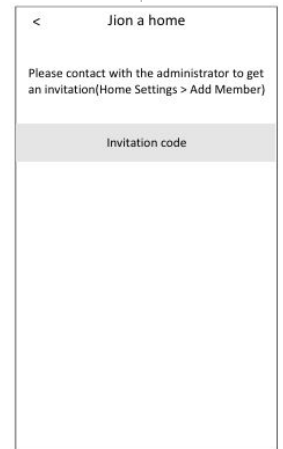 < Jion a home
Please contact with the administrator to get
an invitation(Home Settings > Add Member)
Invitation code